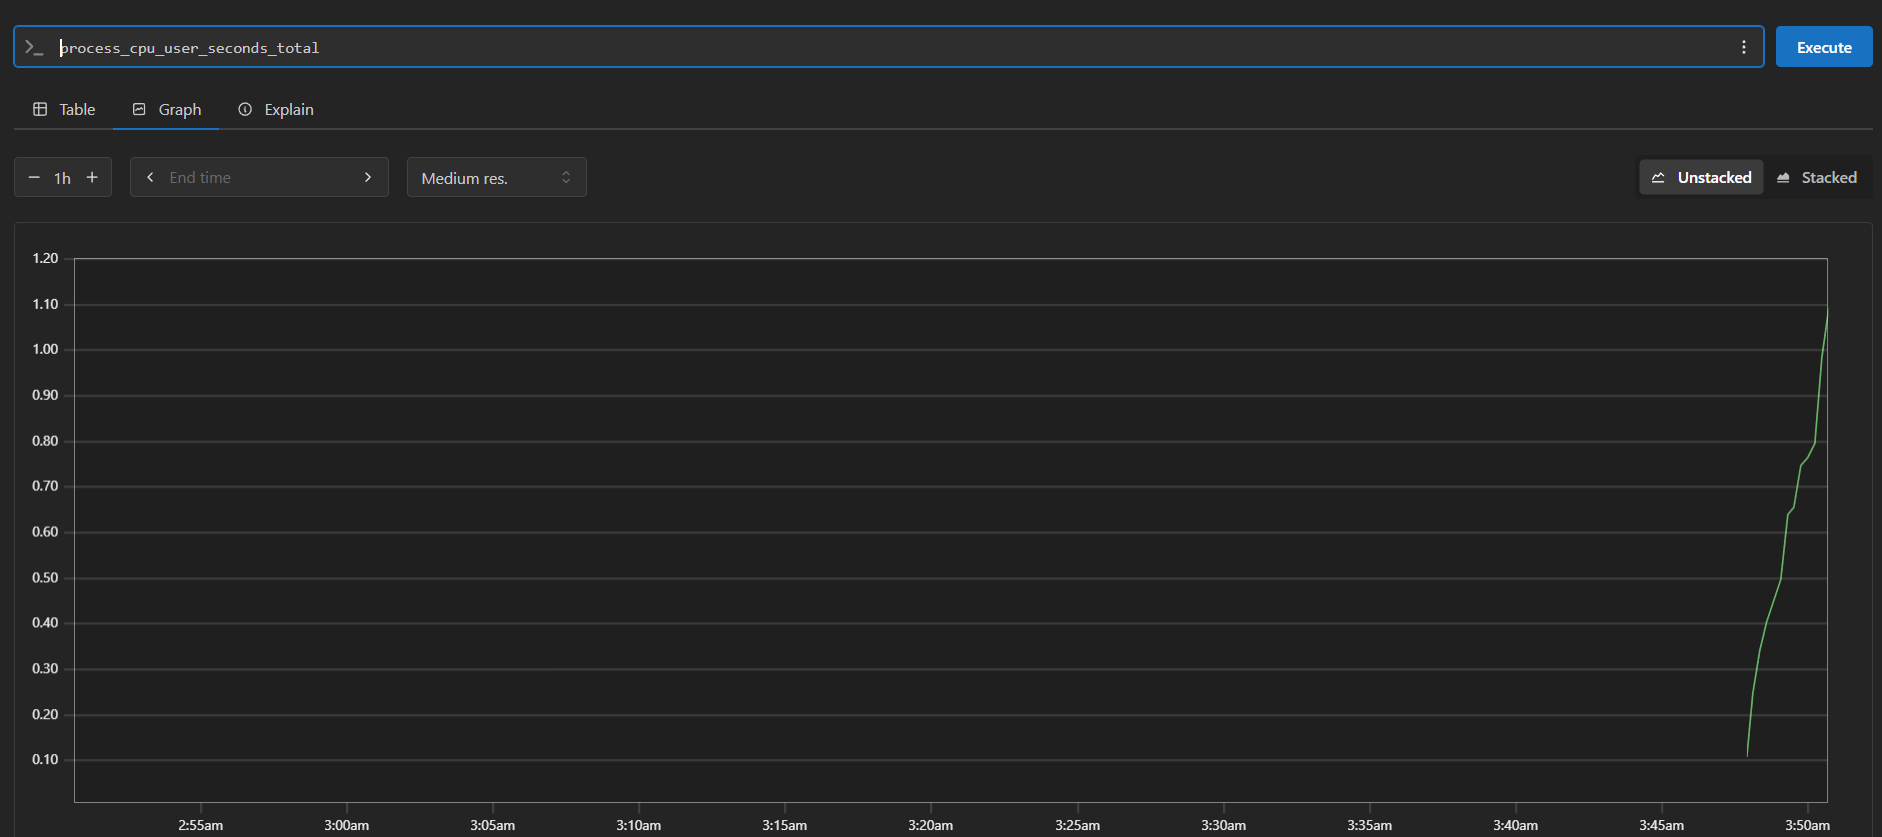 >_ process_cpu_user_seconds_total
Execute
Table Graph Explain
− 1h + < End time > Medium res. Unstacked Stacked
1.20
1.10
1.00
0.90
0.80
0.70
0.60
0.50
0.40
0.30
0.20
0.10
2:55am 3:00am 3:05am 3:10am 3:15am 3:20am 3:25am 3:30am 3:35am 3:40am 3:45am 3:50am